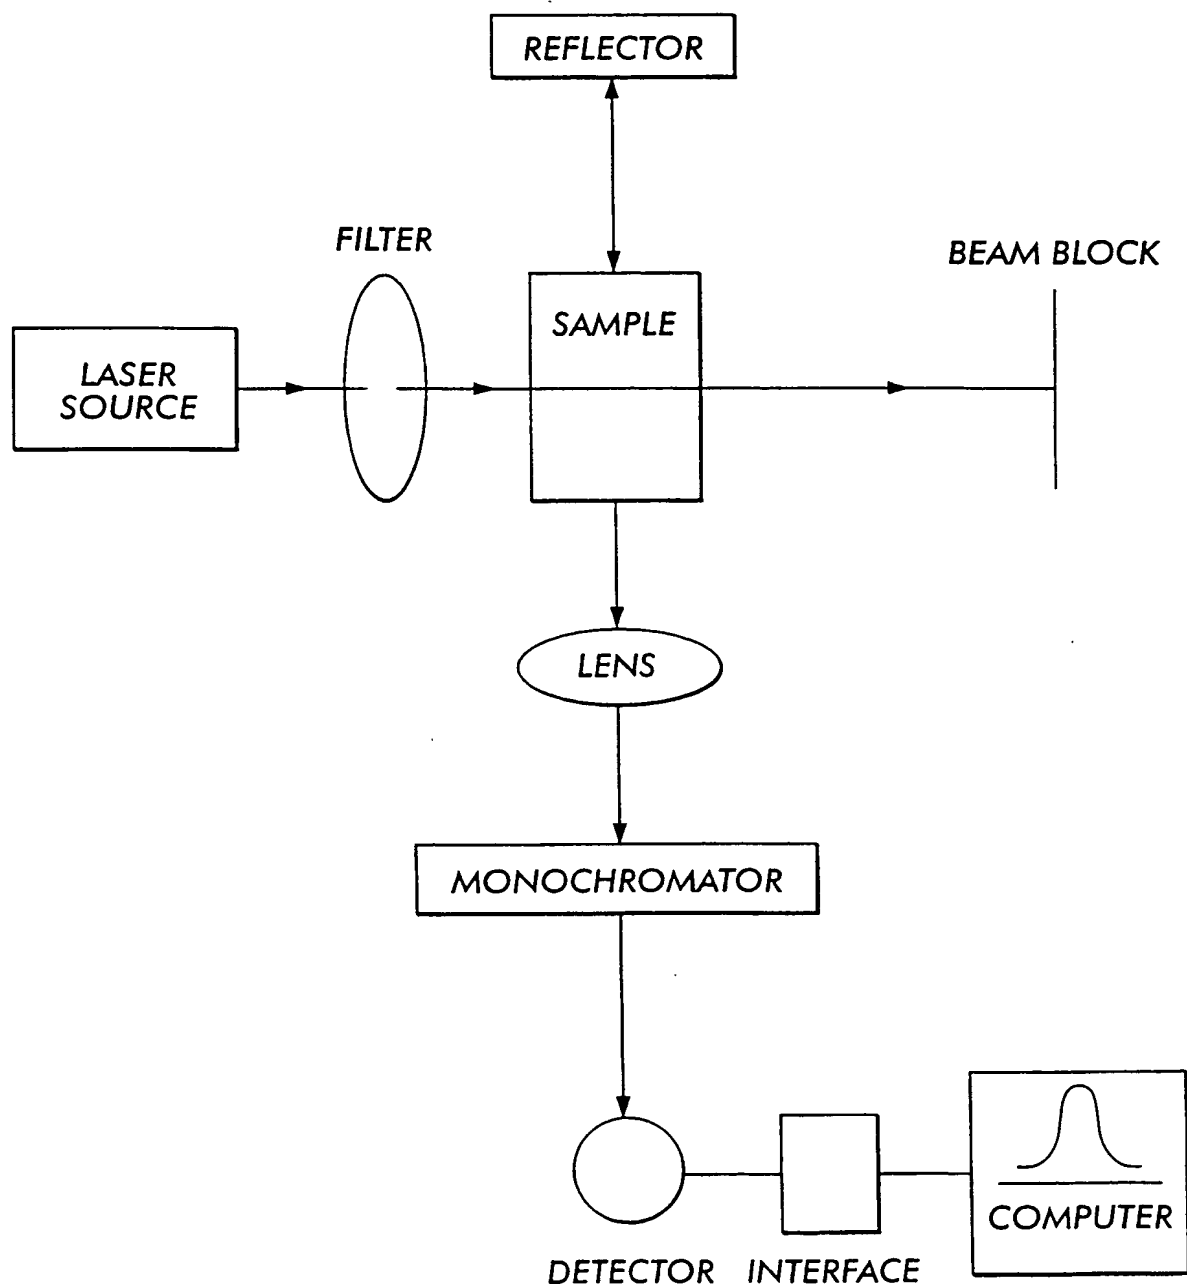 REFLECTOR
FILTER
BEAM BLOCK
SAMPLE
LASER
SOURCE
LENS
MONOCHROMATOR
COMPUTER
DETECTOR
INTERFACE